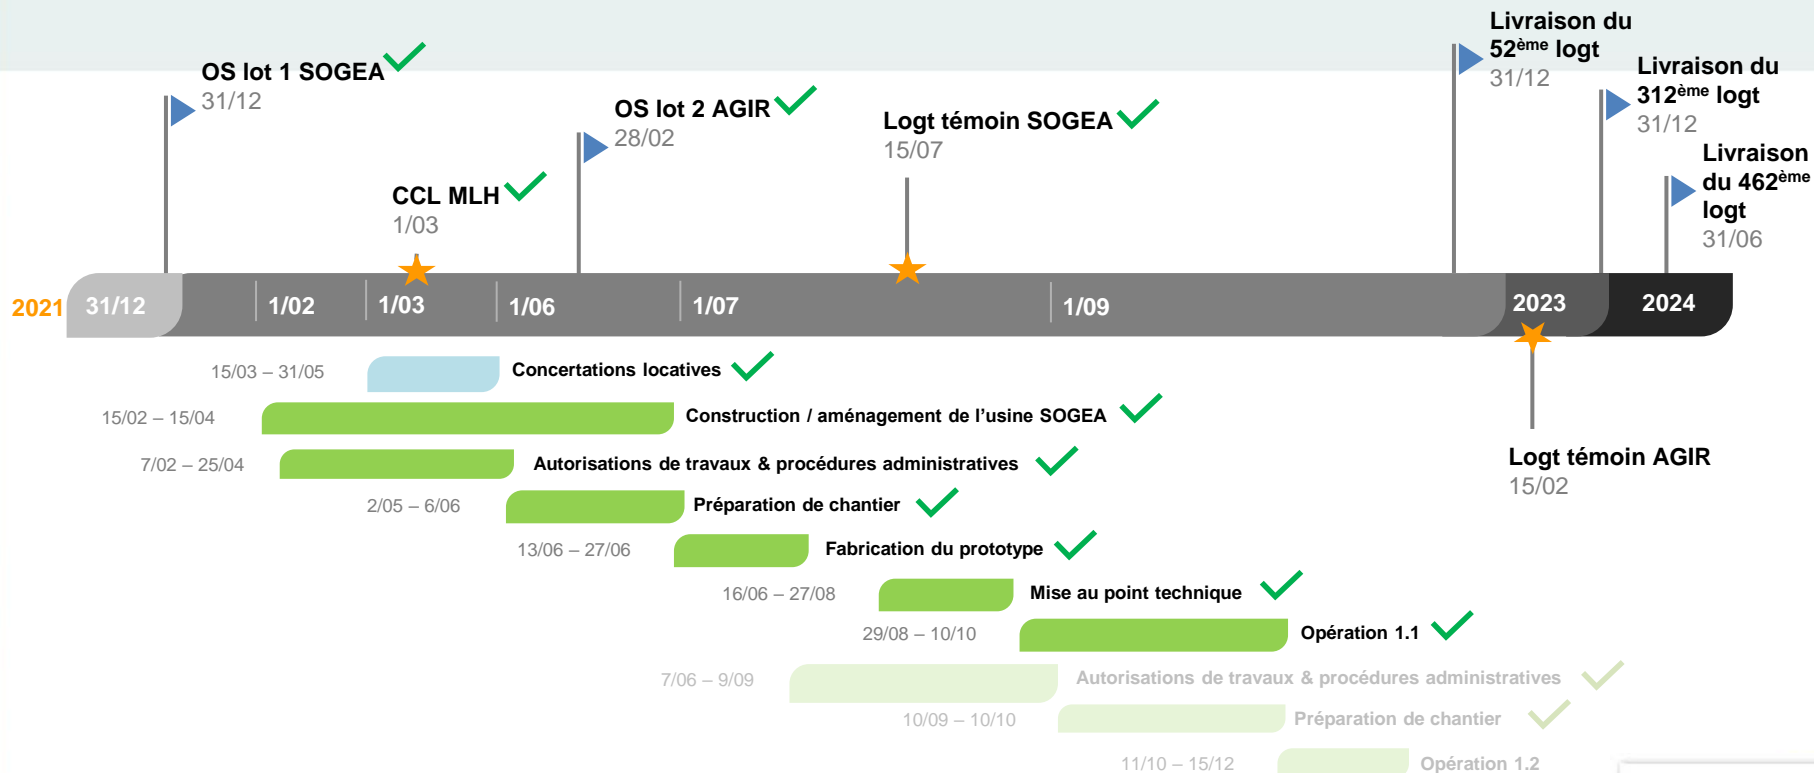 OS lot 1 SOGEA
31/12
CCL MLH
1/03
OS lot 2 AGIR
28/02
Logt témoin SOGEA
15/07
Livraison du
52ème logt
31/12
Livraison du
312ème logt
31/12
Livraison
du 462ème
logt
31/06
2021
31/12
1/02
1/03
1/06
1/07
1/09
2023
2024
15/03 – 31/05
Concertations locatives
15/02 – 15/04
Construction / aménagement de l’usine SOGEA
7/02 – 25/04
Autorisations de travaux & procédures administratives
Logt témoin AGIR
15/02
2/05 – 6/06
Préparation de chantier
13/06 – 27/06
Fabrication du prototype
16/06 – 27/08
Mise au point technique
29/08 – 10/10
Opération 1.1
7/06 – 9/09
Autorisations de travaux & procédures administratives
10/09 – 10/10
Préparation de chantier
11/10 – 15/12
Opération 1.2